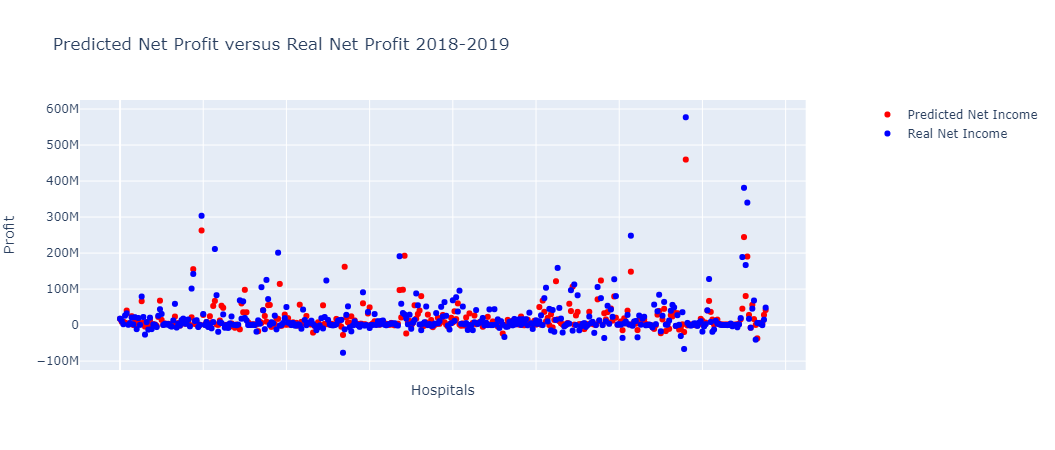 Predicted Net Profit versus Real Net Profit 2018-2019
600M
500M
400M
300M
200M
100M
0
−100M
Profit
Hospitals
Predicted Net Income
Real Net Income